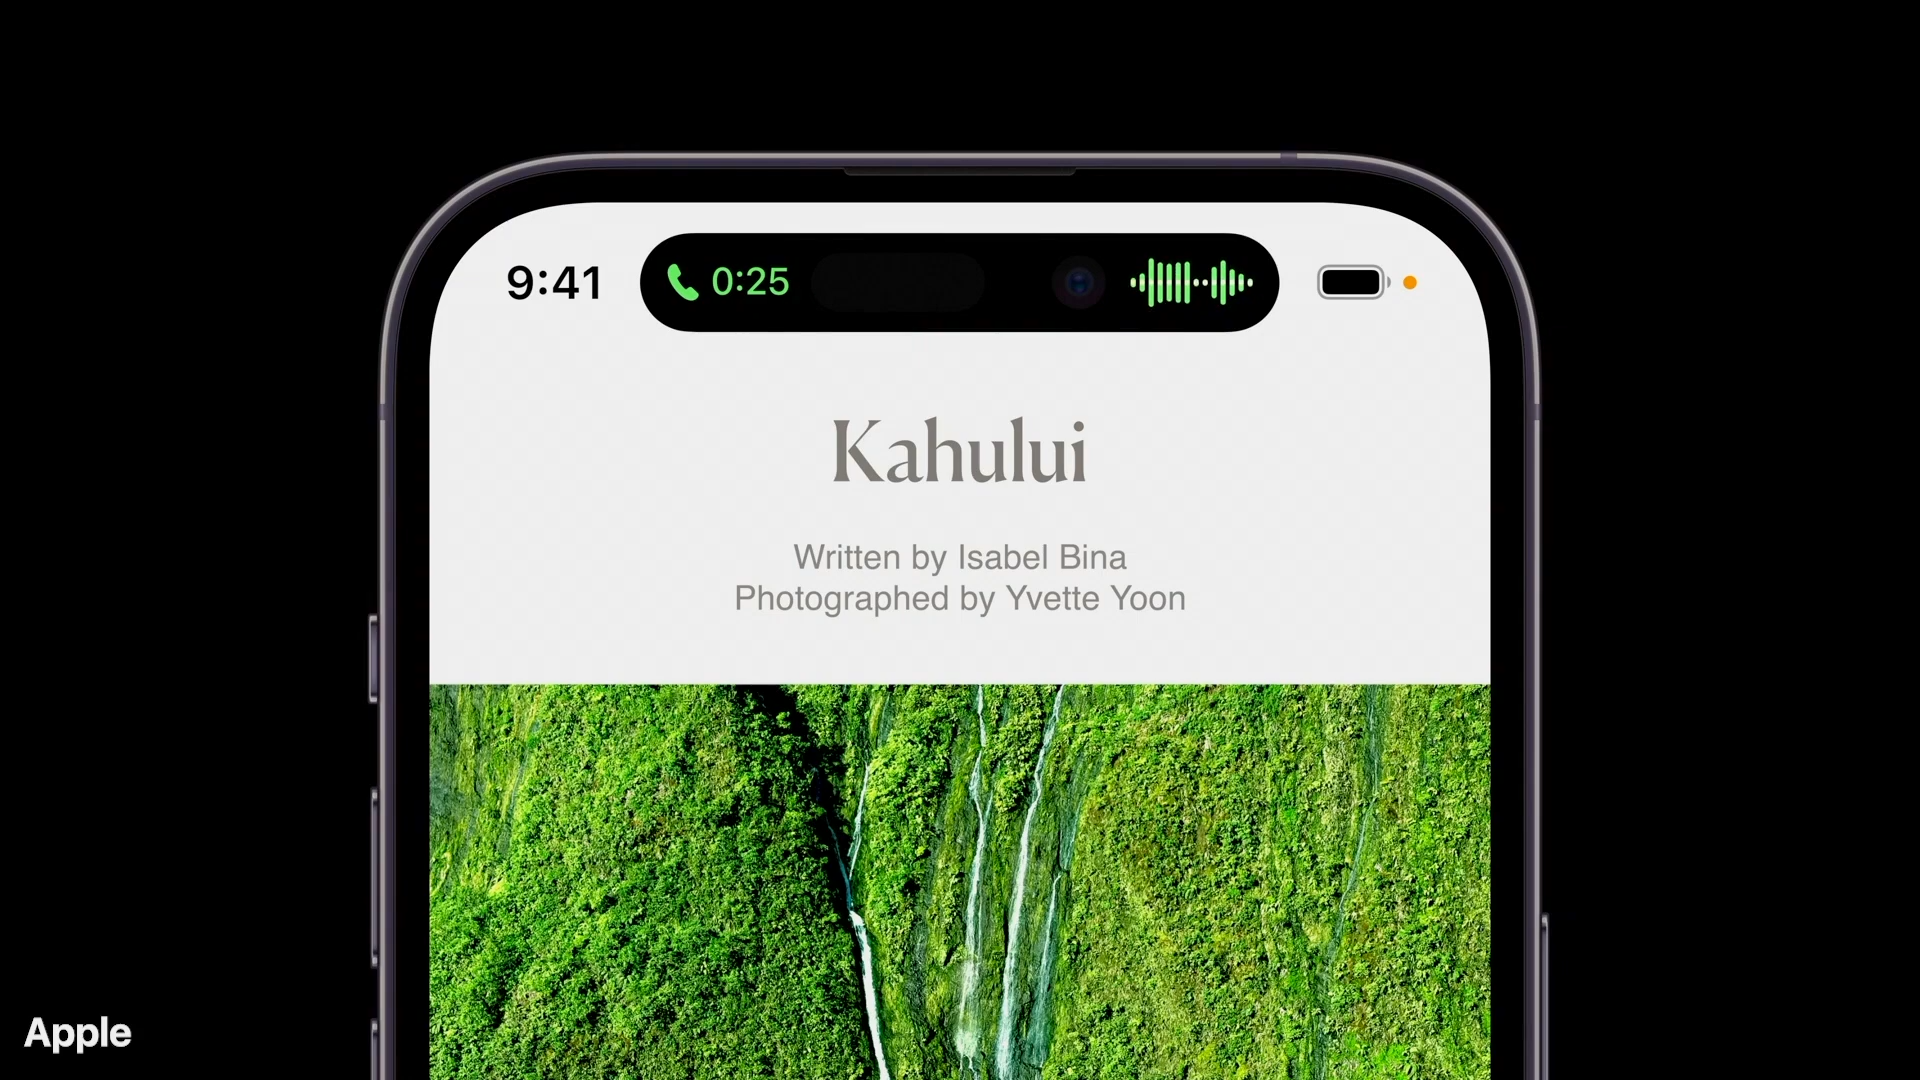 9:41
0:25
Kahului
Written by Isabel Bina
Photographed by Yvette Yoon
Apple